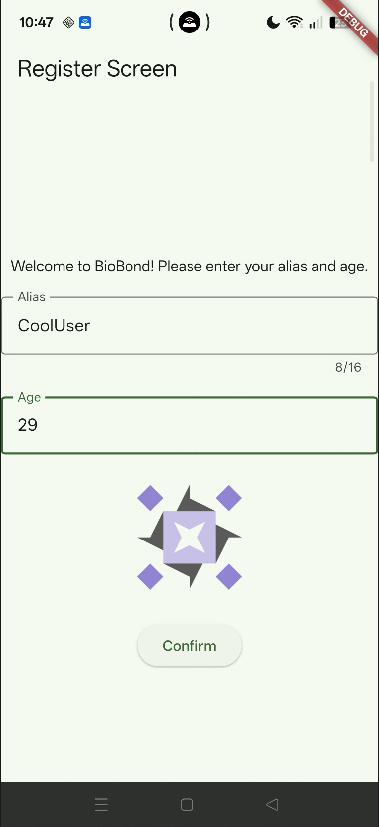 10:47
DEBUG
Register Screen
Welcome to BioBond! Please enter your alias and age.
Alias
CoolUser
8/16
Age
29
Confirm